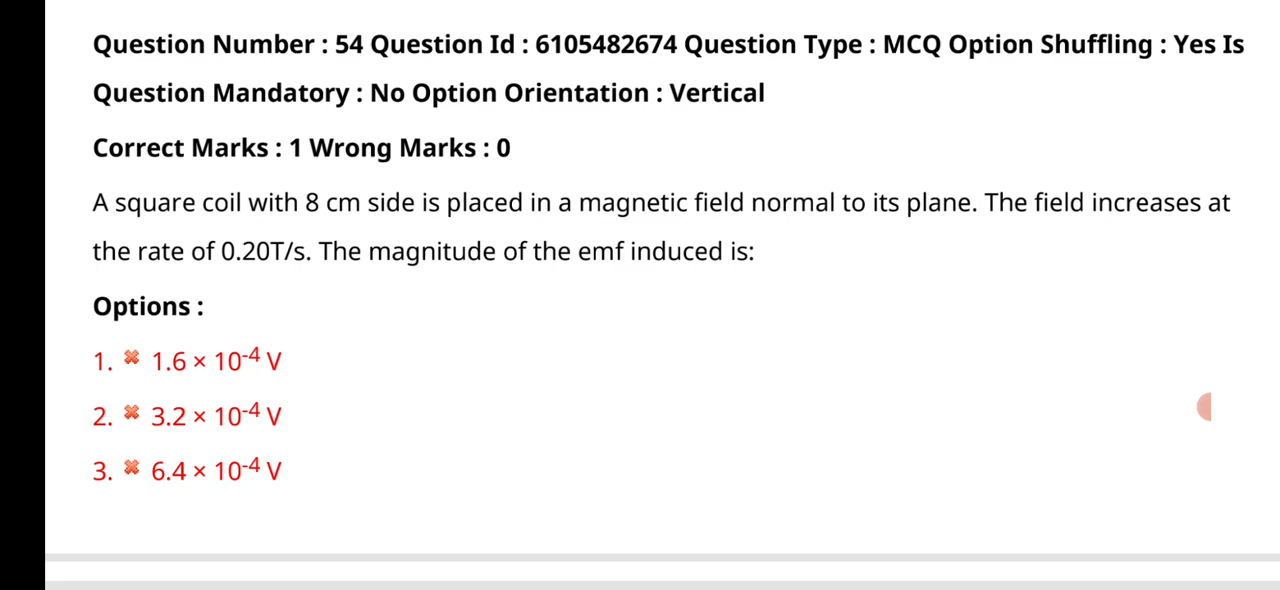 Question Number : 54 Question Id : 6105482674 Question Type : MCQ Option Shuffling : Yes Is
Question Mandatory : No Option Orientation : Vertical
Correct Marks : 1 Wrong Marks : 0
A square coil with 8 cm side is placed in a magnetic field normal to its plane. The field increases at
the rate of 0.20T/s. The magnitude of the emf induced is:
Options :
1. ✖ 1.6 × 10⁻⁴ V
2. ✖ 3.2 × 10⁻⁴ V
3. ✖ 6.4 × 10⁻⁴ V